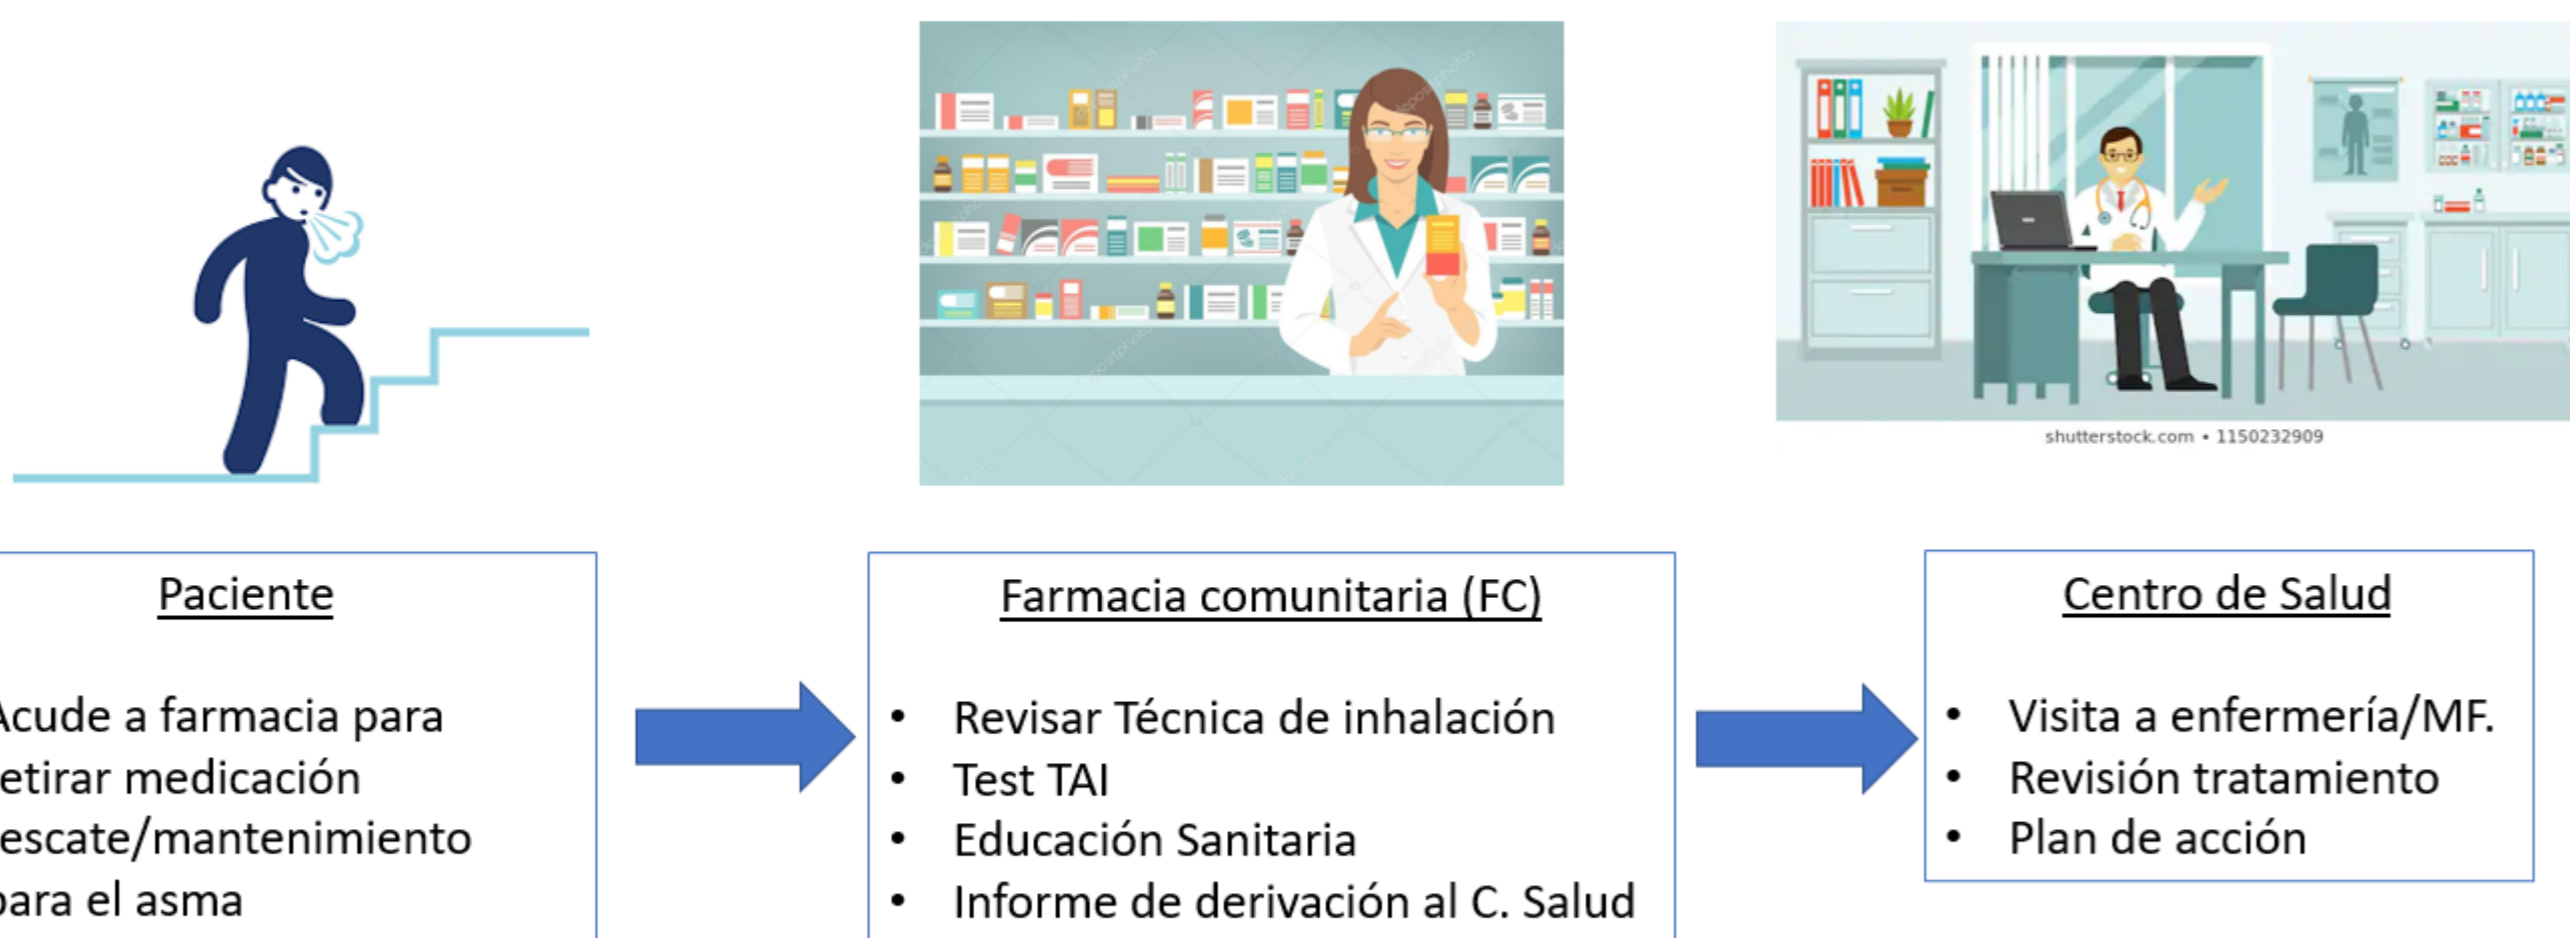 shutterstock.com • 1150232909
Paciente
Acude a farmacia para
etirar medicación
escate/mantenimiento
para el asma
Farmacia comunitaria (FC)
• Revisar Técnica de inhalación
• Test TAI
• Educación Sanitaria
• Informe de derivación al C. Salud
Centro de Salud
• Visita a enfermería/MF.
• Revisión tratamiento
• Plan de acción